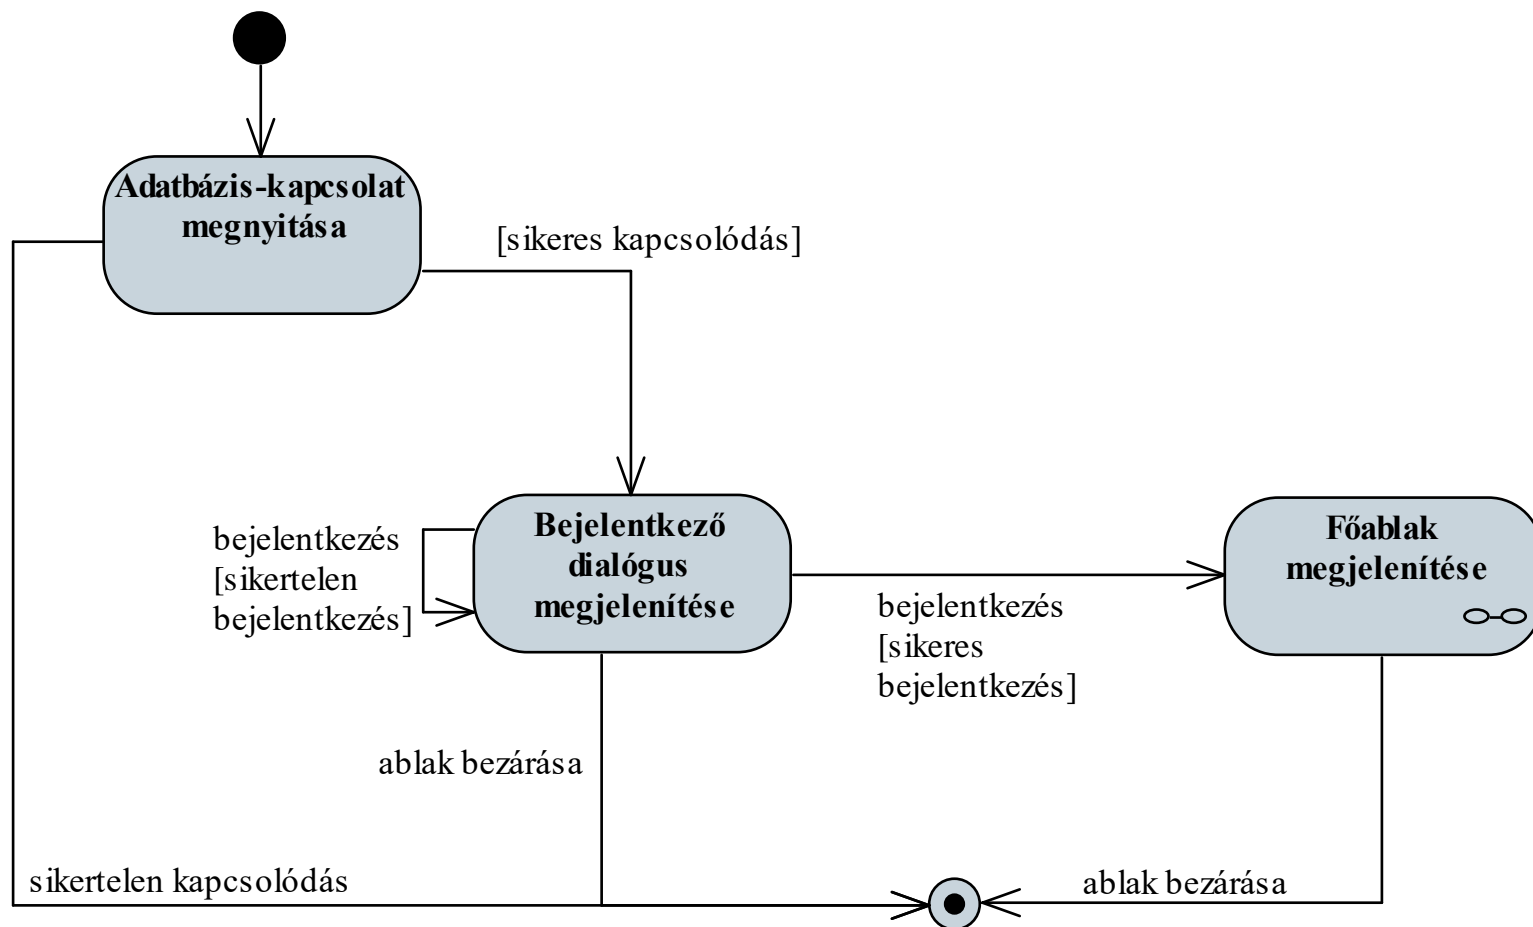 Adatbázis-kapcsolat
megnyitása
[sikeres kapcsolódás]
bejelentkezés
[sikertelen
bejelentkezés]
Bejelentkező
dialógus
megjelenítése
bejelentkezés
[sikeres
bejelentkezés]
Főablak
megjelenítése
ablak bezárása
sikertelen kapcsolódás
ablak bezárása